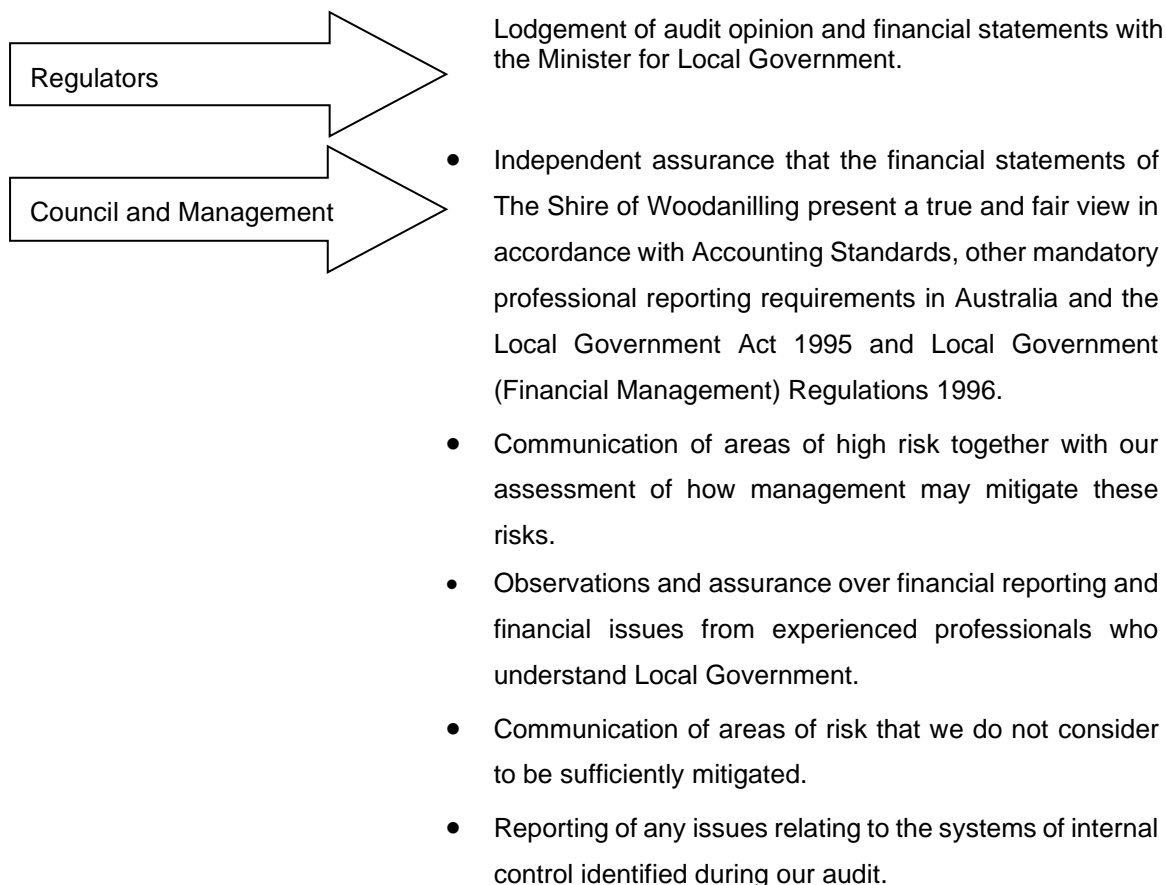 Regulators
Lodgement of audit opinion and financial statements with
the Minister for Local Government.
Council and Management
• Independent assurance that the financial statements of
The Shire of Woodanilling present a true and fair view in
accordance with Accounting Standards, other mandatory
professional reporting requirements in Australia and the
Local Government Act 1995 and Local Government
(Financial Management) Regulations 1996.
• Communication of areas of high risk together with our
assessment of how management may mitigate these
risks.
• Observations and assurance over financial reporting and
financial issues from experienced professionals who
understand Local Government.
• Communication of areas of risk that we do not consider
to be sufficiently mitigated.
• Reporting of any issues relating to the systems of internal
control identified during our audit.